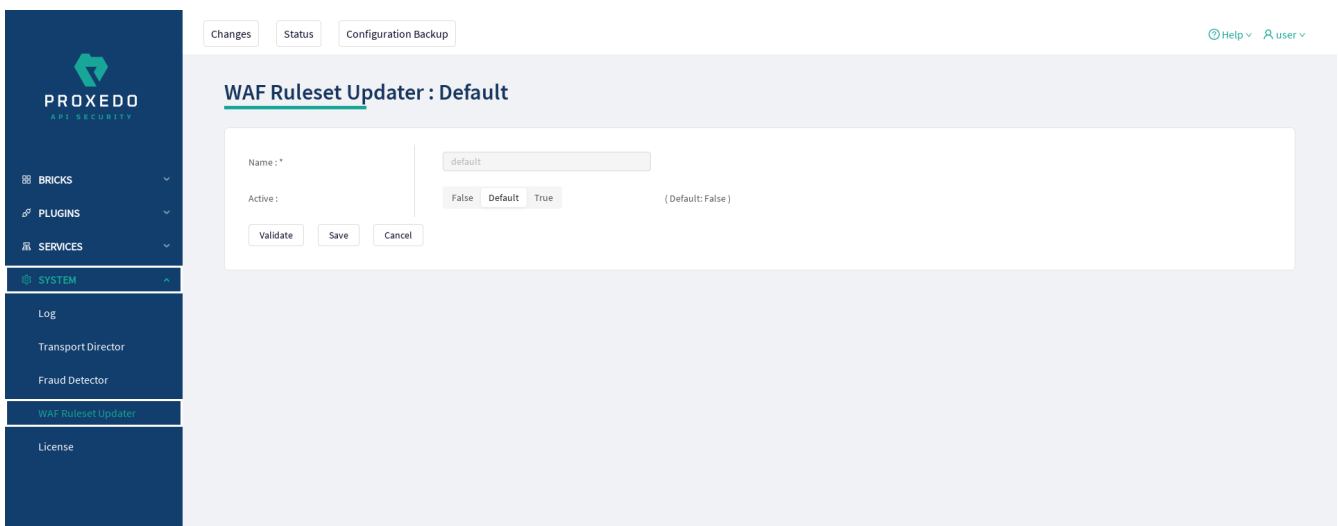 Changes Status Configuration Backup Help user
PROXEDO
API SECURITY
WAF Ruleset Updater : Default
Name : * default
BRICKS
Active : False Default True ( Default: False )
PLUGINS
Validate Save Cancel
SERVICES
SYSTEM
Log
Transport Director
Fraud Detector
WAF Ruleset Updater
License